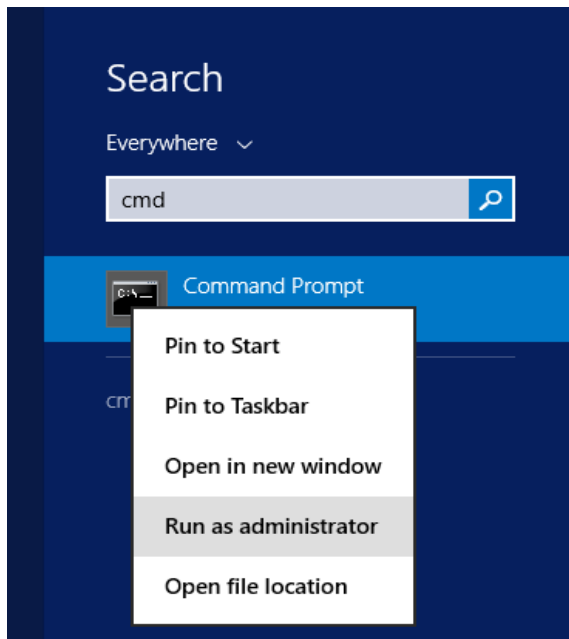 Search
Everywhere
cmd
Command Prompt
Pin to Start
Pin to Taskbar
cm
Open in new window
Run as administrator
Open file location